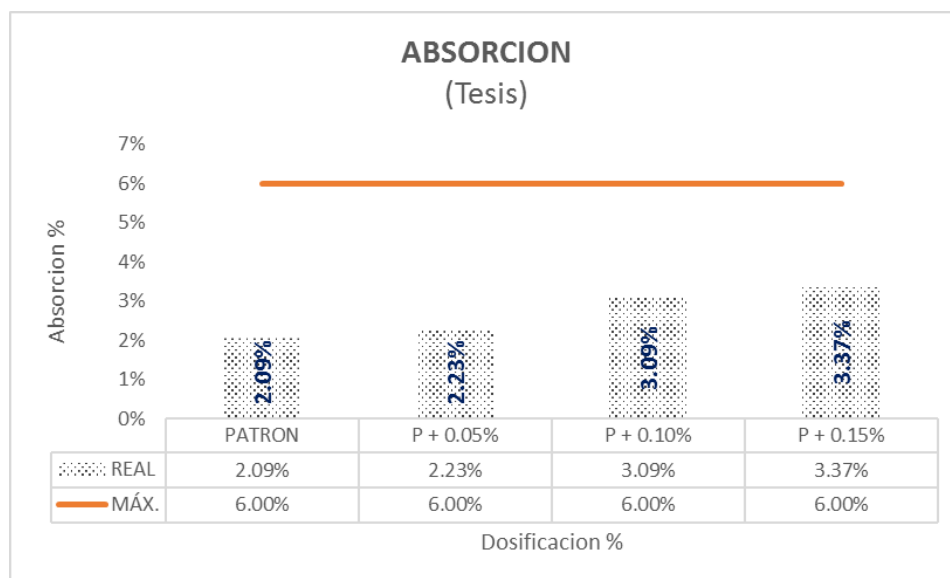 ABSORCION
(Tesis)
7%
6%
5%
4%
3%
2%
1%
0%
Absorcion %
2.09%
2.23%
3.09%
3.37%
PATRON P + 0.05% P + 0.10% P + 0.15%
REAL 2.09% 2.23% 3.09% 3.37%
MÁX. 6.00% 6.00% 6.00% 6.00%
Dosificacion %